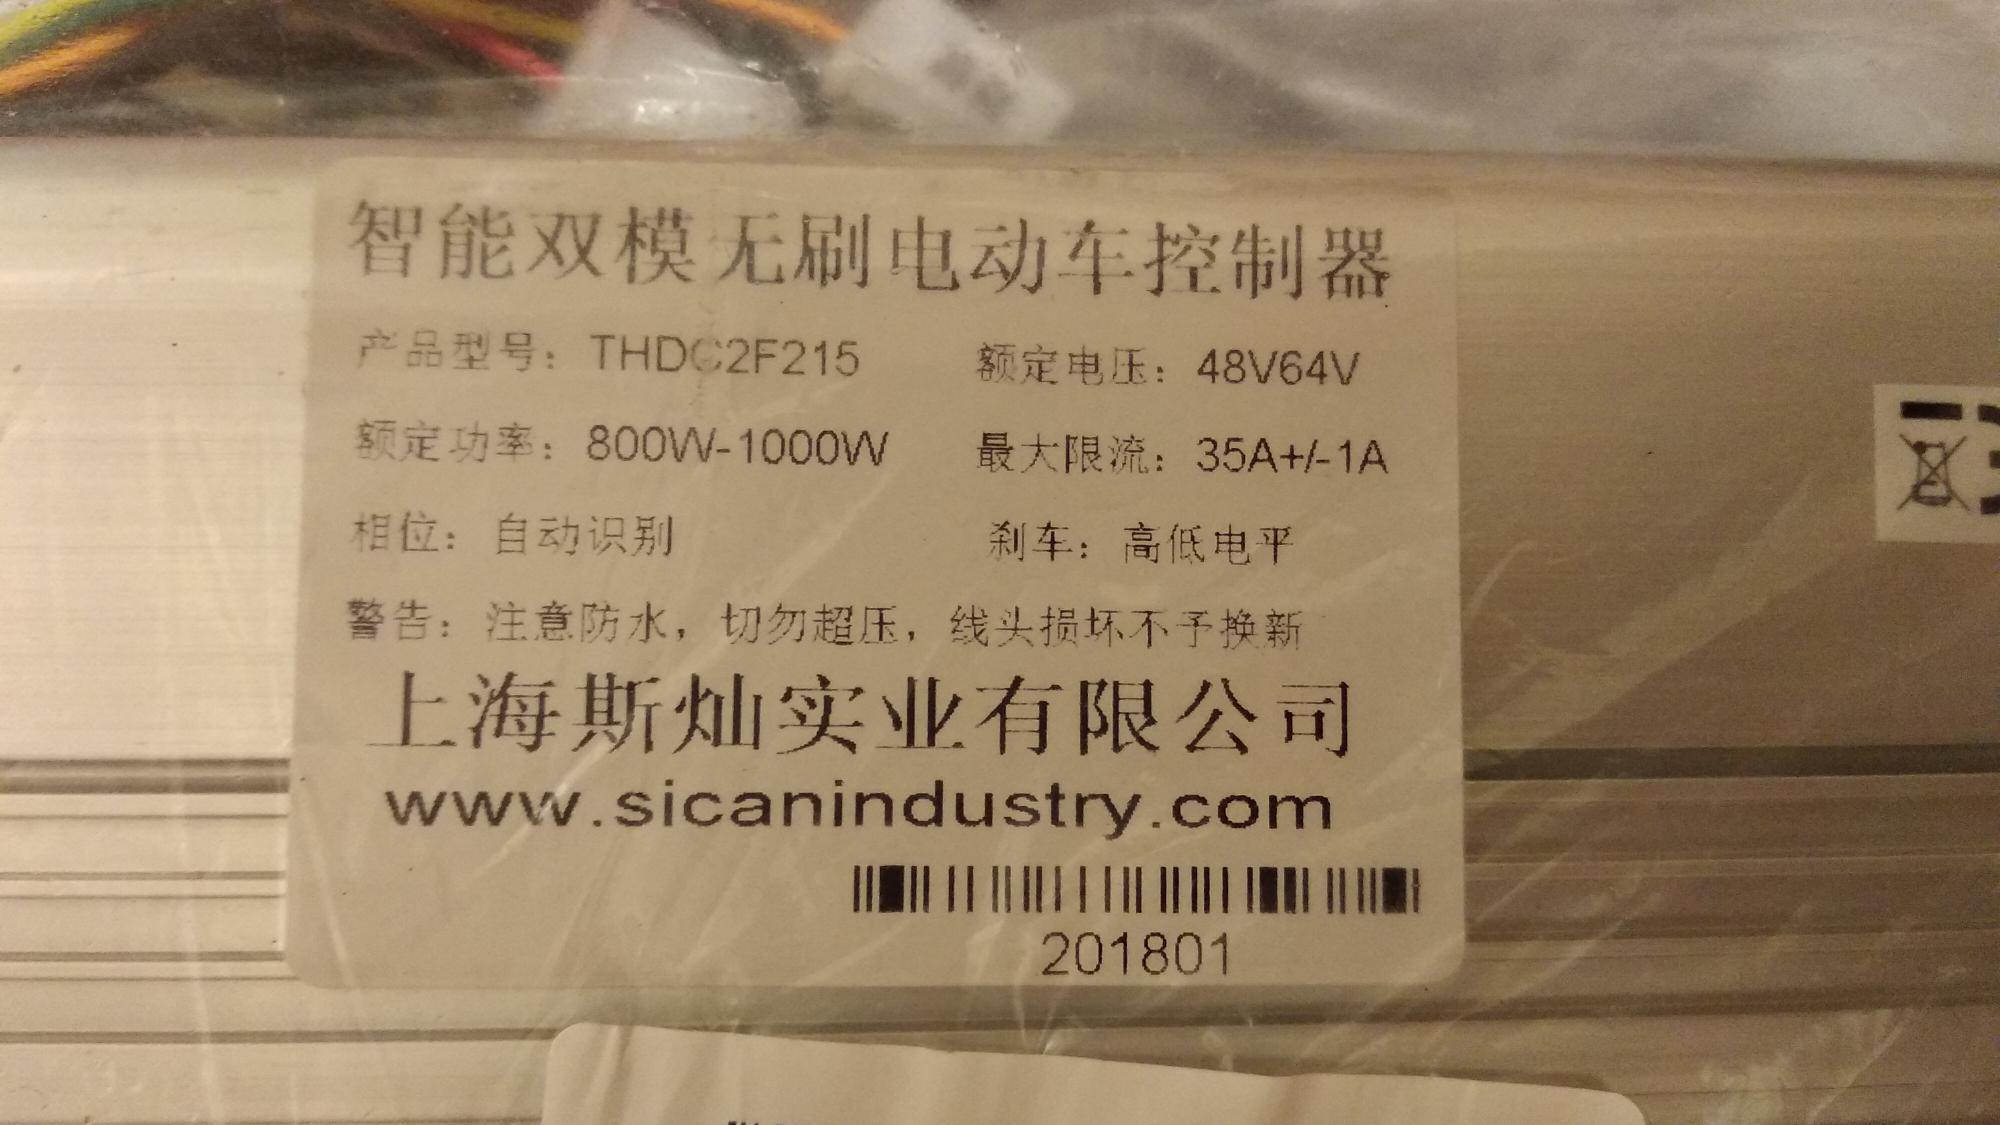 智能双模无刷电动车控制器
产品型号：THDC2F215 额定电压：48V64V
额定功率：800W-1000W 最大限流：35A+/-1A
相位：自动识别 刹车：高低电平
警告：注意防水，切勿超压，线头损坏不予换新
上海斯灿实业有限公司
www.sicanindustry.com
201801